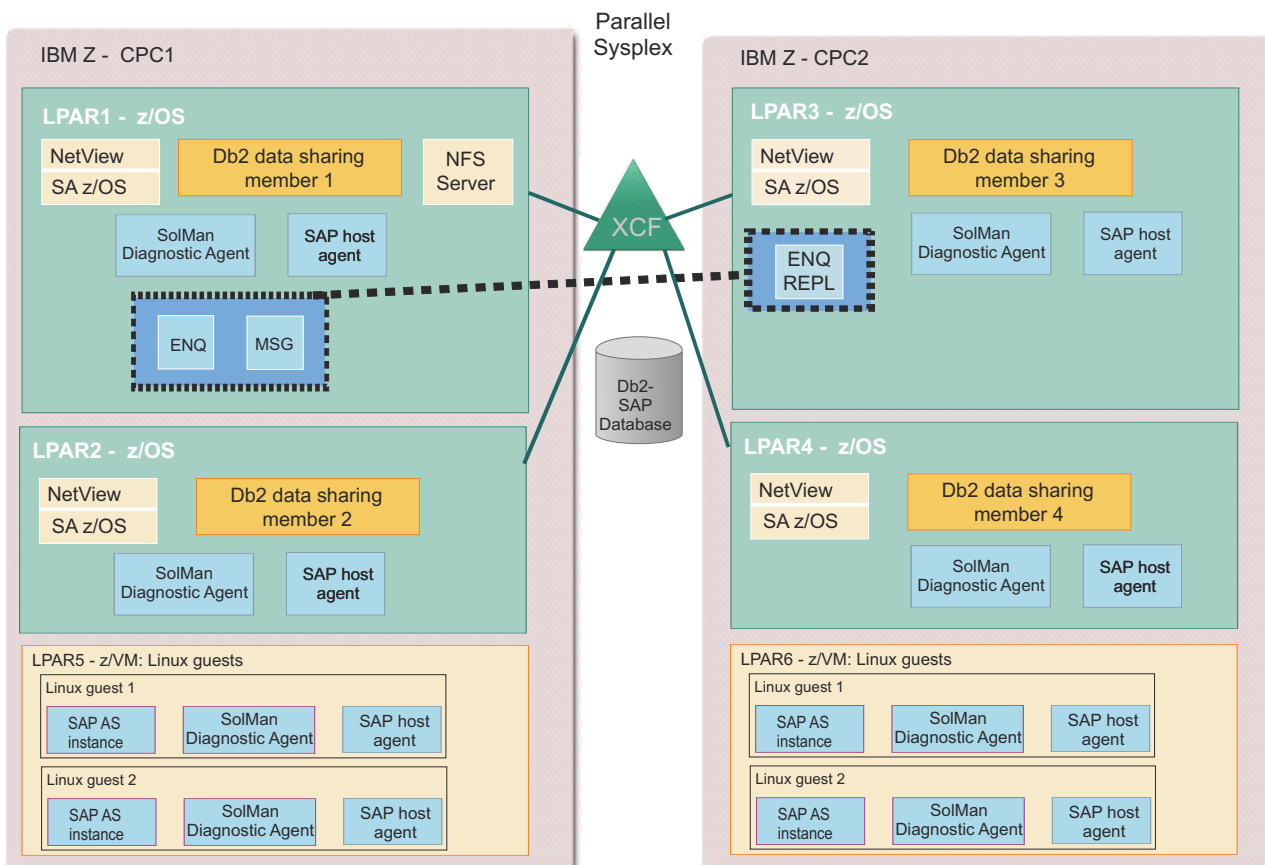 Parallel
Sysplex
IBM Z - CPC1
LPAR1 - z/OS
NetView
SA z/OS
Db2 data sharing
member 1
NFS
Server
SolMan
Diagnostic Agent
SAP host
agent
ENQ
MSG
LPAR2 - z/OS
NetView
SA z/OS
Db2 data sharing
member 2
SolMan
Diagnostic Agent
SAP host
agent
LPAR5 - z/VM: Linux guests
Linux guest 1
SAP AS
instance
SolMan
Diagnostic Agent
SAP host
agent
Linux guest 2
SAP AS
instance
SolMan
Diagnostic Agent
SAP host
agent
XCF
Db2-
SAP
Database
IBM Z - CPC2
LPAR3 - z/OS
NetView
SA z/OS
Db2 data sharing
member 3
SolMan
Diagnostic Agent
SAP host
agent
ENQ
REPL
LPAR4 - z/OS
NetView
SA z/OS
Db2 data sharing
member 4
SolMan
Diagnostic Agent
SAP host
agent
LPAR6 - z/VM: Linux guests
Linux guest 1
SAP AS
instance
SolMan
Diagnostic Agent
SAP host
agent
Linux guest 2
SAP AS
instance
SolMan
Diagnostic Agent
SAP host
agent